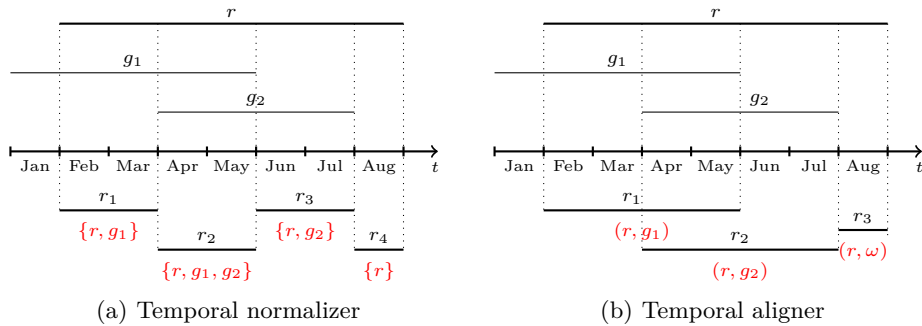 r
g₁
g₂
Jan Feb Mar Apr May Jun Jul Aug t
r₁ r₃
{r, g₁} {r, g₂}
r₂ r₄
{r, g₁, g₂} {r}
(a) Temporal normalizer
r
g₁
g₂
Jan Feb Mar Apr May Jun Jul Aug t
r₁
r₃
(r, g₁)
r₂
(r, ω)
(r, g₂)
(b) Temporal aligner